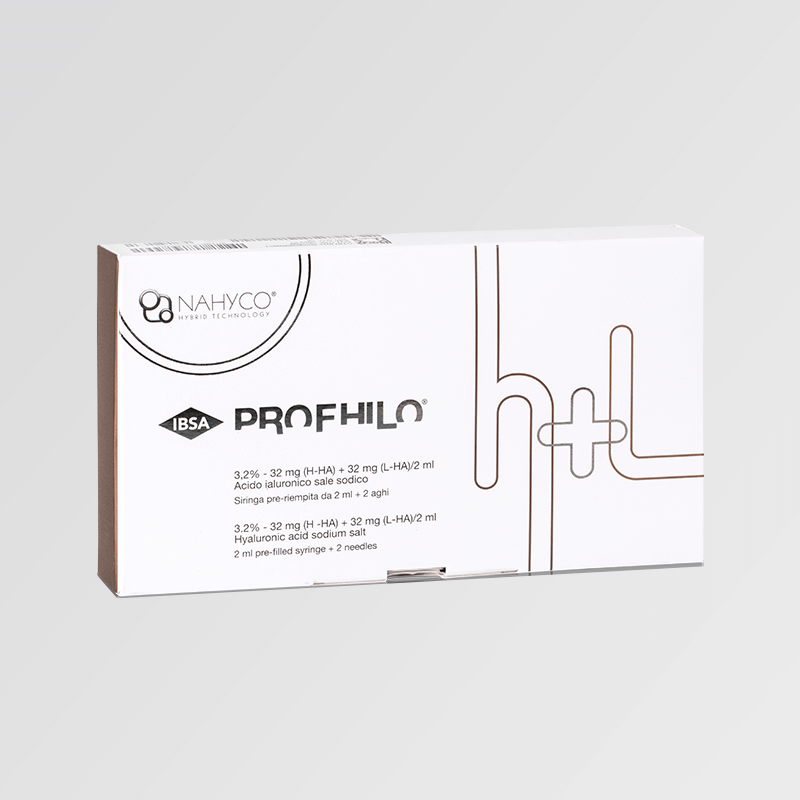 NAHYCO®
HYBRID TECHNOLOGY
IBSA PROFHILO®
3,2% - 32 mg (H-HA) + 32 mg (L-HA)/2 ml
Acido ialuronico sale sodico
Siringa pre-riempita da 2 ml + 2 aghi
3.2% - 32 mg (H -HA) + 32 mg (L-HA)/2 ml
Hyaluronic acid sodium salt
2 ml pre-filled syringe + 2 needles
h+L